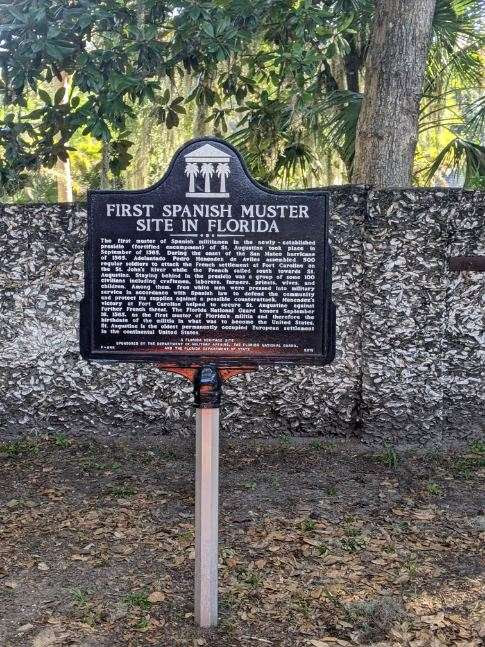 FIRST SPANISH MUSTER
SITE IN FLORIDA
The first muster of Spanish militiamen in the newly-established
presidio (fortified encampment) of St. Augustine took place in
September of 1565. During the onset of the San Mateo hurricane
of 1565, Adelantado Pedro Menendez de Aviles assembled 500
regular soldiers to attack the French settlement of Fort Caroline on
the St. John's River while the French sailed south towards St.
Augustine. Staying behind in the presidio was a group of some 100
civilians including craftsmen, laborers, farmers, priests, wives, and
children. Among them, free white men were pressed into military
service in accordance with Spanish law to defend the community
and protect its supplies against a possible counterattack. Menendez's
victory at Fort Caroline helped to secure St. Augustine against
further French threat. The Florida National Guard honors September
16, 1565, as the first muster of Florida's militia and therefore the
birthdate of the militia in what was to become the United States.
St. Augustine is the oldest permanently occupied European settlement
in the continental United States.
A FLORIDA HERITAGE SITE
SPONSORED BY THE DEPARTMENT OF MILITARY AFFAIRS, THE FLORIDA NATIONAL GUARD,
AND THE FLORIDA DEPARTMENT OF STATE